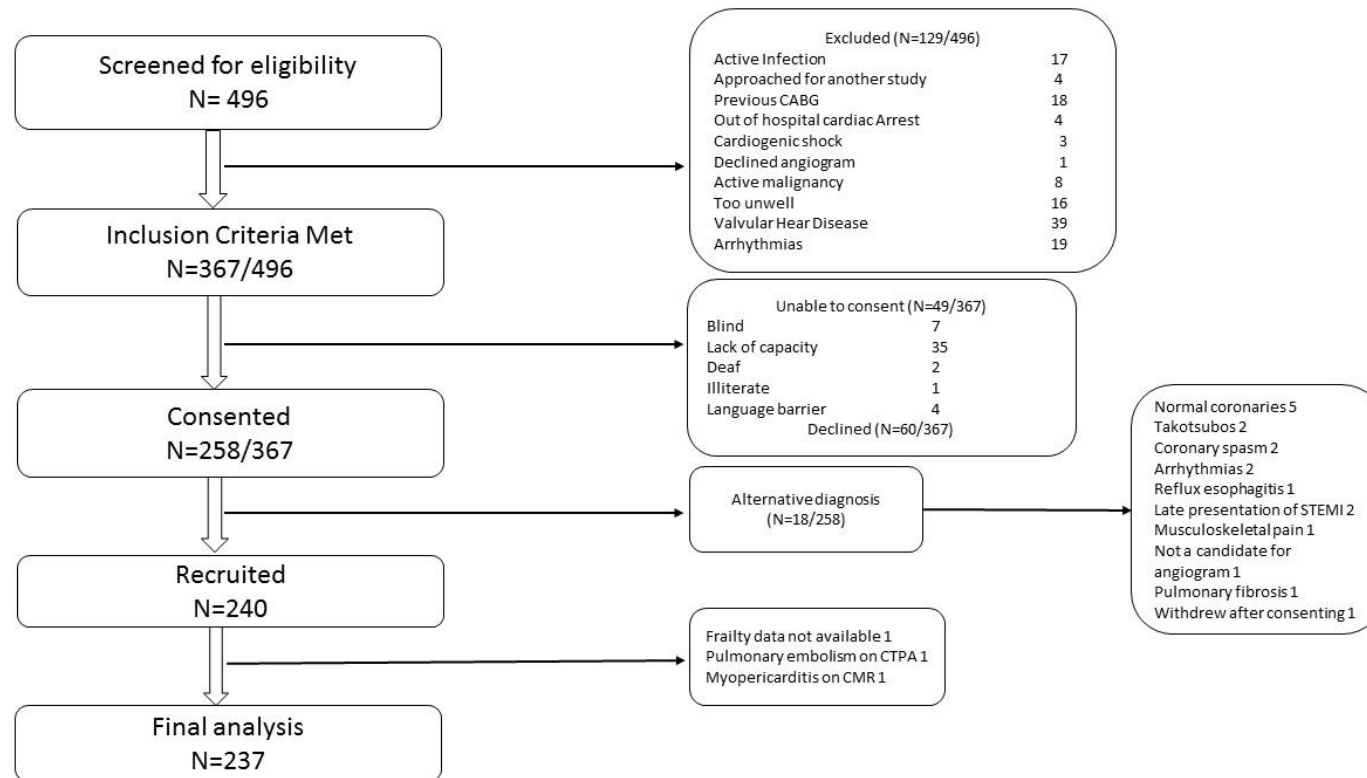 Screened for eligibility
N= 496
Excluded (N=129/496)
Active Infection 17
Approached for another study 4
Previous CABG 18
Out of hospital cardiac Arrest 4
Cardiogenic shock 3
Declined angiogram 1
Active malignancy 8
Too unwell 16
Valvular Hear Disease 39
Arrhythmias 19
Inclusion Criteria Met
N=367/496
Unable to consent (N=49/367)
Blind 7
Lack of capacity 35
Deaf 2
Illiterate 1
Language barrier 4
Declined (N=60/367)
Consented
N=258/367
Alternative diagnosis
(N=18/258)
Normal coronaries 5
Takotsubos 2
Coronary spasm 2
Arrhythmias 2
Reflux esophagitis 1
Late presentation of STEMI 2
Musculoskeletal pain 1
Not a candidate for
angiogram 1
Pulmonary fibrosis 1
Withdrew after consenting 1
Recruited
N=240
Frailty data not available 1
Pulmonary embolism on CTPA 1
Myopericarditis on CMR 1
Final analysis
N=237